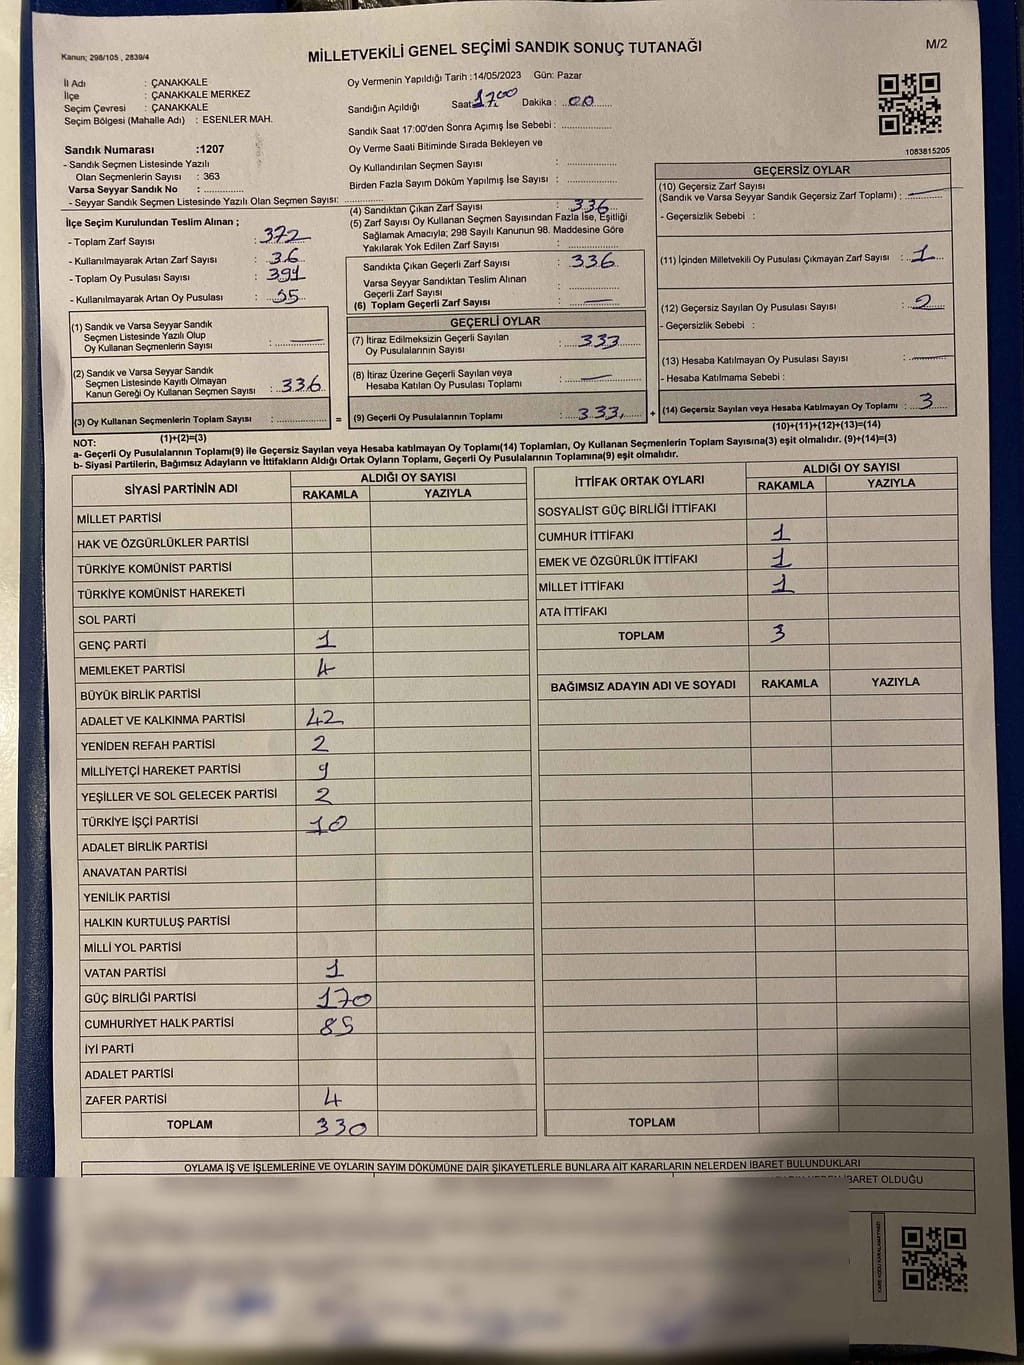 Kanun; 298/105 , 2839/4
MİLLETVEKİLİ GENEL SEÇİMİ SANDIK SONUÇ TUTANAĞI
M/2
İl Adı : ÇANAKKALE
İlçe : ÇANAKKALE MERKEZ
Seçim Çevresi : ÇANAKKALE
Seçim Bölgesi (Mahalle Adı) : ESENLER MAH.
Sandık Numarası :1207
- Sandık Seçmen Listesinde Yazılı
Olan Seçmenlerin Sayısı : 363
Varsa Seyyar Sandık No :
- Seyyar Sandık Seçmen Listesinde Yazılı Olan Seçmen Sayısı:
Oy Vermenin Yapıldığı Tarih :14/05/2023 Gün: Pazar
Sandığın Açıldığı Saat 17.00 Dakika : 00
Sandık Saat 17:00'den Sonra Açımış İse Sebebi :
Oy Verme Saati Bitiminde Sırada Bekleyen ve
Oy Kullandırılan Seçmen Sayısı :
Birden Fazla Sayım Döküm Yapılmış İse Sayısı :
1083815205
İlçe Seçim Kurulundan Teslim Alınan ;
- Toplam Zarf Sayısı : 372
- Kullanılmayarak Artan Zarf Sayısı : 36
- Toplam Oy Pusulası Sayısı : 391
- Kullanılmayarak Artan Oy Pusulası : 55
(1) Sandık ve Varsa Seyyar Sandık
Seçmen Listesinde Yazılı Olup
Oy Kullanan Seçmenlerin Sayısı :
(2) Sandık ve Varsa Seyyar Sandık
Seçmen Listesinde Kayıtlı Olmayan
Kanun Gereği Oy Kullanan Seçmen Sayısı : 336
(3) Oy Kullanan Seçmenlerin Toplam Sayısı :
(1)+(2)=(3)
(4) Sandıktan Çıkan Zarf Sayısı : 336
(5) Zarf Sayısı Oy Kullanan Seçmen Sayısından Fazla İse, Eşitliği
Sağlamak Amacıyla; 298 Sayılı Kanunun 98. Maddesine Göre
Yakılarak Yok Edilen Zarf Sayısı :
Sandıkta Çıkan Geçerli Zarf Sayısı : 336
Varsa Seyyar Sandıktan Teslim Alınan
Geçerli Zarf Sayısı :
(6) Toplam Geçerli Zarf Sayısı :
GEÇERLİ OYLAR
(7) İtiraz Edilmeksizin Geçerli Sayılan
Oy Pusulalarının Sayısı : 333
(8) İtiraz Üzerine Geçerli Sayılan veya
Hesaba Katılan Oy Pusulası Toplamı :
= (9) Geçerli Oy Pusulalarının Toplamı : 333
GEÇERSİZ OYLAR
(10) Geçersiz Zarf Sayısı
(Sandık ve Varsa Seyyar Sandık Geçersiz Zarf Toplamı) :
- Geçersizlik Sebebi :
(11) İçinden Milletvekili Oy Pusulası Çıkmayan Zarf Sayısı : 1
(12) Geçersiz Sayılan Oy Pusulası Sayısı : 2
- Geçersizlik Sebebi :
(13) Hesaba Katılmayan Oy Pusulası Sayısı :
- Hesaba Katılmama Sebebi :
+ (14) Geçersiz Sayılan veya Hesaba Katılmayan Oy Toplamı : 3
(10)+(11)+(12)+(13)=(14)
NOT:
a- Geçerli Oy Pusulalarının Toplam(9) ile Geçersiz Sayılan veya Hesaba katılmayan Oy Toplamı(14) Toplamları, Oy Kullanan Seçmenlerin Toplam Sayısına(3) eşit olmalıdır. (9)+(14)=(3)
b- Siyasi Partilerin, Bağımsız Adayların ve İttifakların Aldığı Ortak Oyların Toplamı, Geçerli Oy Pusulalarının Toplamına(9) eşit olmalıdır.
SİYASİ PARTİNİN ADI ALDIĞI OY SAYISI
RAKAMLA YAZIYLA
MİLLET PARTİSİ
HAK VE ÖZGÜRLÜKLER PARTİSİ
TÜRKİYE KOMÜNİST PARTİSİ
TÜRKİYE KOMÜNİST HAREKETİ
SOL PARTİ
GENÇ PARTİ 1
MEMLEKET PARTİSİ 4
BÜYÜK BİRLİK PARTİSİ
ADALET VE KALKINMA PARTİSİ 42
YENİDEN REFAH PARTİSİ 2
MİLLİYETÇİ HAREKET PARTİSİ 9
YEŞİLLER VE SOL GELECEK PARTİSİ 2
TÜRKİYE İŞÇİ PARTİSİ 10
ADALET BİRLİK PARTİSİ
ANAVATAN PARTİSİ
YENİLİK PARTİSİ
HALKIN KURTULUŞ PARTİSİ
MİLLİ YOL PARTİSİ
VATAN PARTİSİ 1
GÜÇ BİRLİĞİ PARTİSİ 170
CUMHURİYET HALK PARTİSİ 85
İYİ PARTİ
ADALET PARTİSİ
ZAFER PARTİSİ 4
TOPLAM 330
İTTİFAK ORTAK OYLARI ALDIĞI OY SAYISI
RAKAMLA YAZIYLA
SOSYALİST GÜÇ BİRLİĞİ İTTİFAKI
CUMHUR İTTİFAKI 1
EMEK VE ÖZGÜRLÜK İTTİFAKI 1
MİLLET İTTİFAKI 1
ATA İTTİFAKI
TOPLAM 3
BAĞIMSIZ ADAYIN ADI VE SOYADI RAKAMLA YAZIYLA
TOPLAM
OYLAMA İŞ VE İŞLEMLERİNE VE OYLARIN SAYIM DÖKÜMÜNE DAİR ŞİKAYETLERLE BUNLARA AİT KARARLARIN NELERDEN İBARET BULUNDUKLARI
İBARET OLDUĞU
KARE KODU KARALAMAYINIZ!